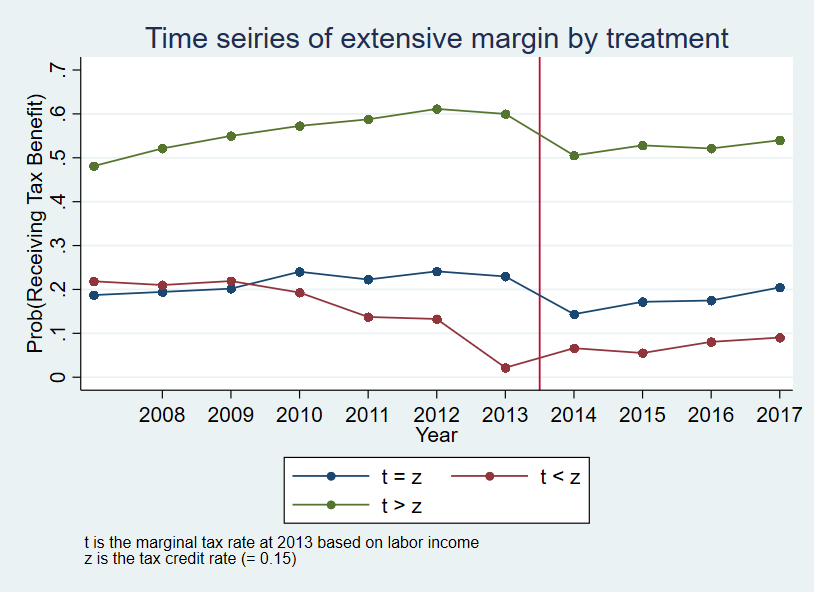 Time seiries of extensive margin by treatment
Prob(Receiving Tax Benefit)
.7
.6
.5
.4
.3
.2
.1
0
2008 2009 2010 2011 2012 2013 2014 2015 2016 2017
Year
t = z t < z
t > z
t is the marginal tax rate at 2013 based on labor income
z is the tax credit rate (= 0.15)